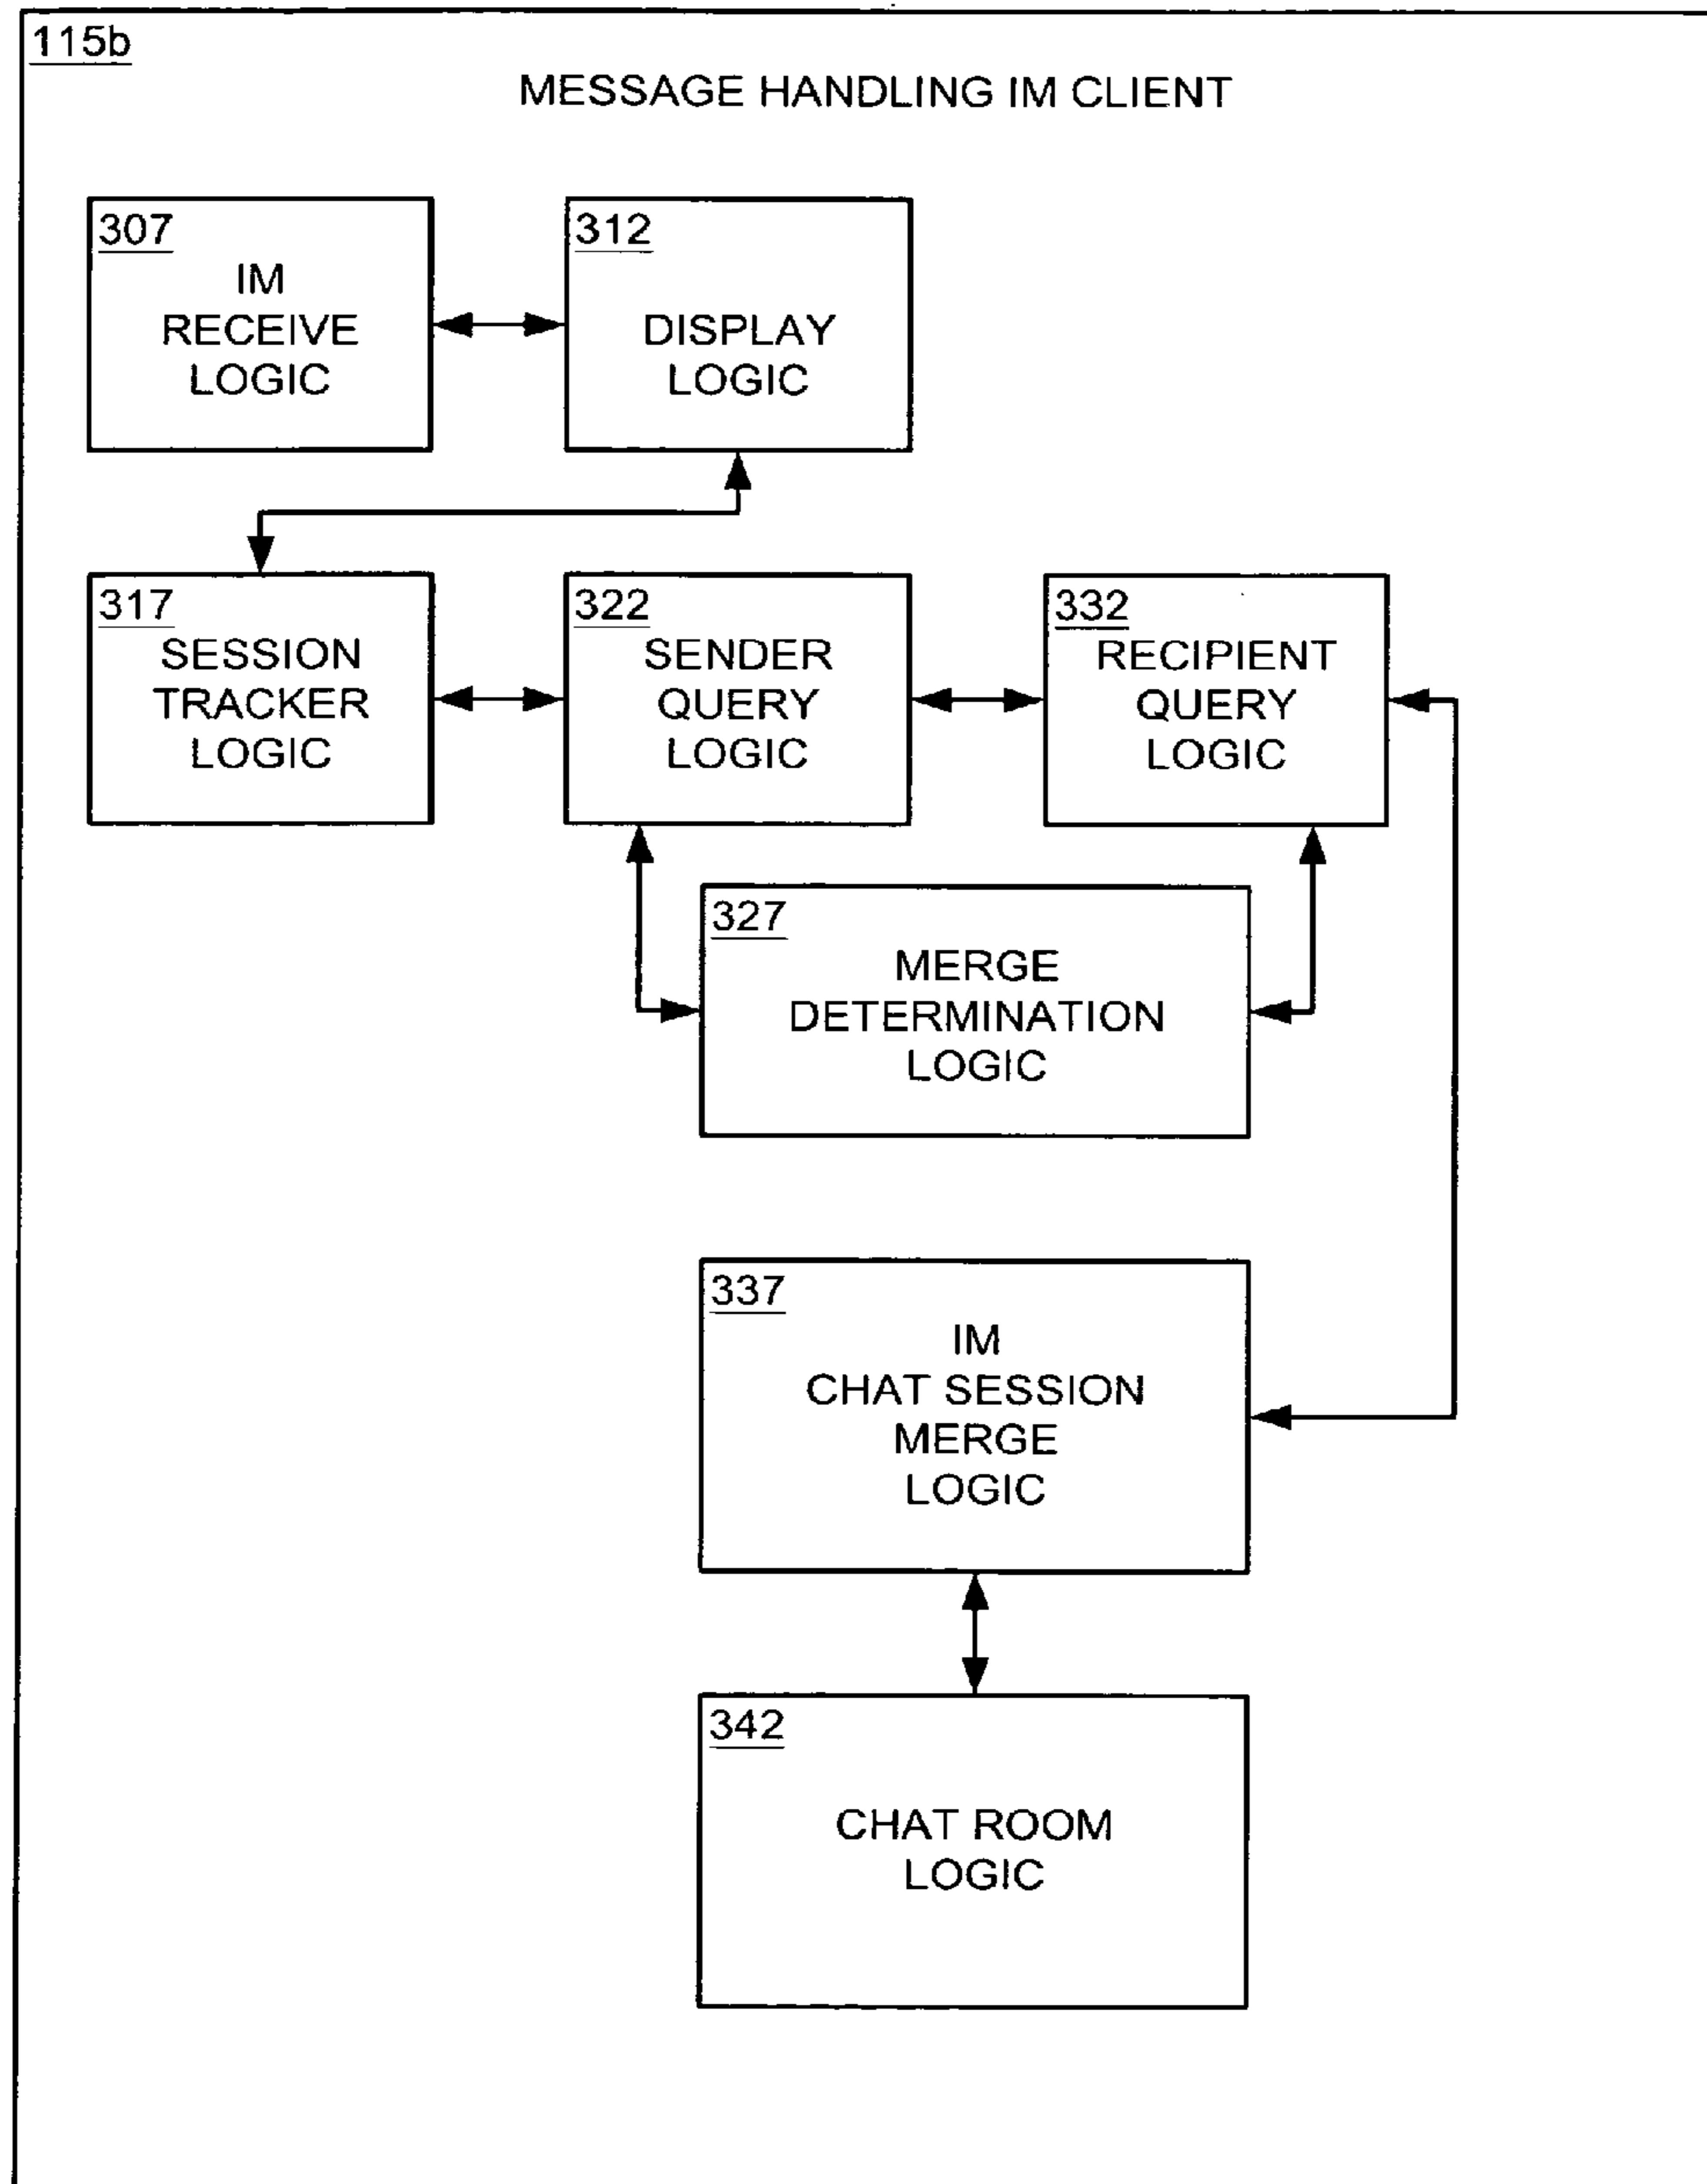 115b
MESSAGE HANDLING IM CLIENT
307
IM
RECEIVE
LOGIC
312
DISPLAY
LOGIC
317
SESSION
TRACKER
LOGIC
322
SENDER
QUERY
LOGIC
332
RECIPIENT
QUERY
LOGIC
327
MERGE
DETERMINATION
LOGIC
337
IM
CHAT SESSION
MERGE
LOGIC
342
CHAT ROOM
LOGIC